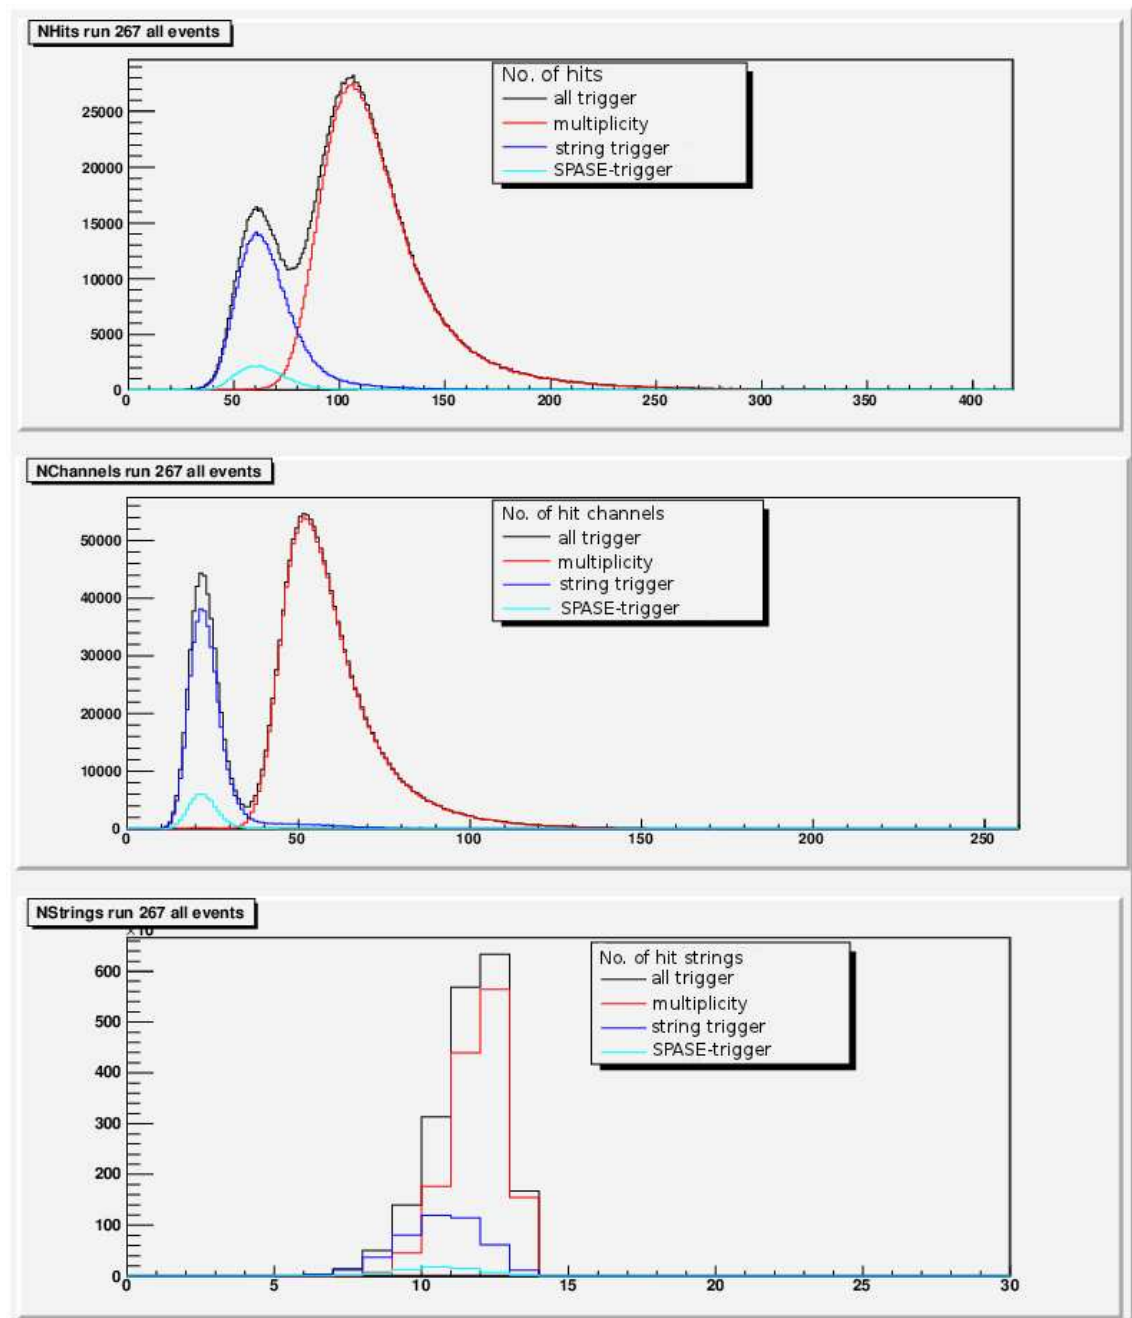 NHits run 267 all events
No. of hits
all trigger
multiplicity
string trigger
SPASE-trigger
25000
20000
15000
10000
5000
0
0 50 100 150 200 250 300 350 400
NChannels run 267 all events
No. of hit channels
all trigger
multiplicity
string trigger
SPASE-trigger
50000
40000
30000
20000
10000
0
0 50 100 150 200 250
NStrings run 267 all events
No. of hit strings
all trigger
multiplicity
string trigger
SPASE-trigger
600
500
400
300
200
100
0
0 5 10 15 20 25 30